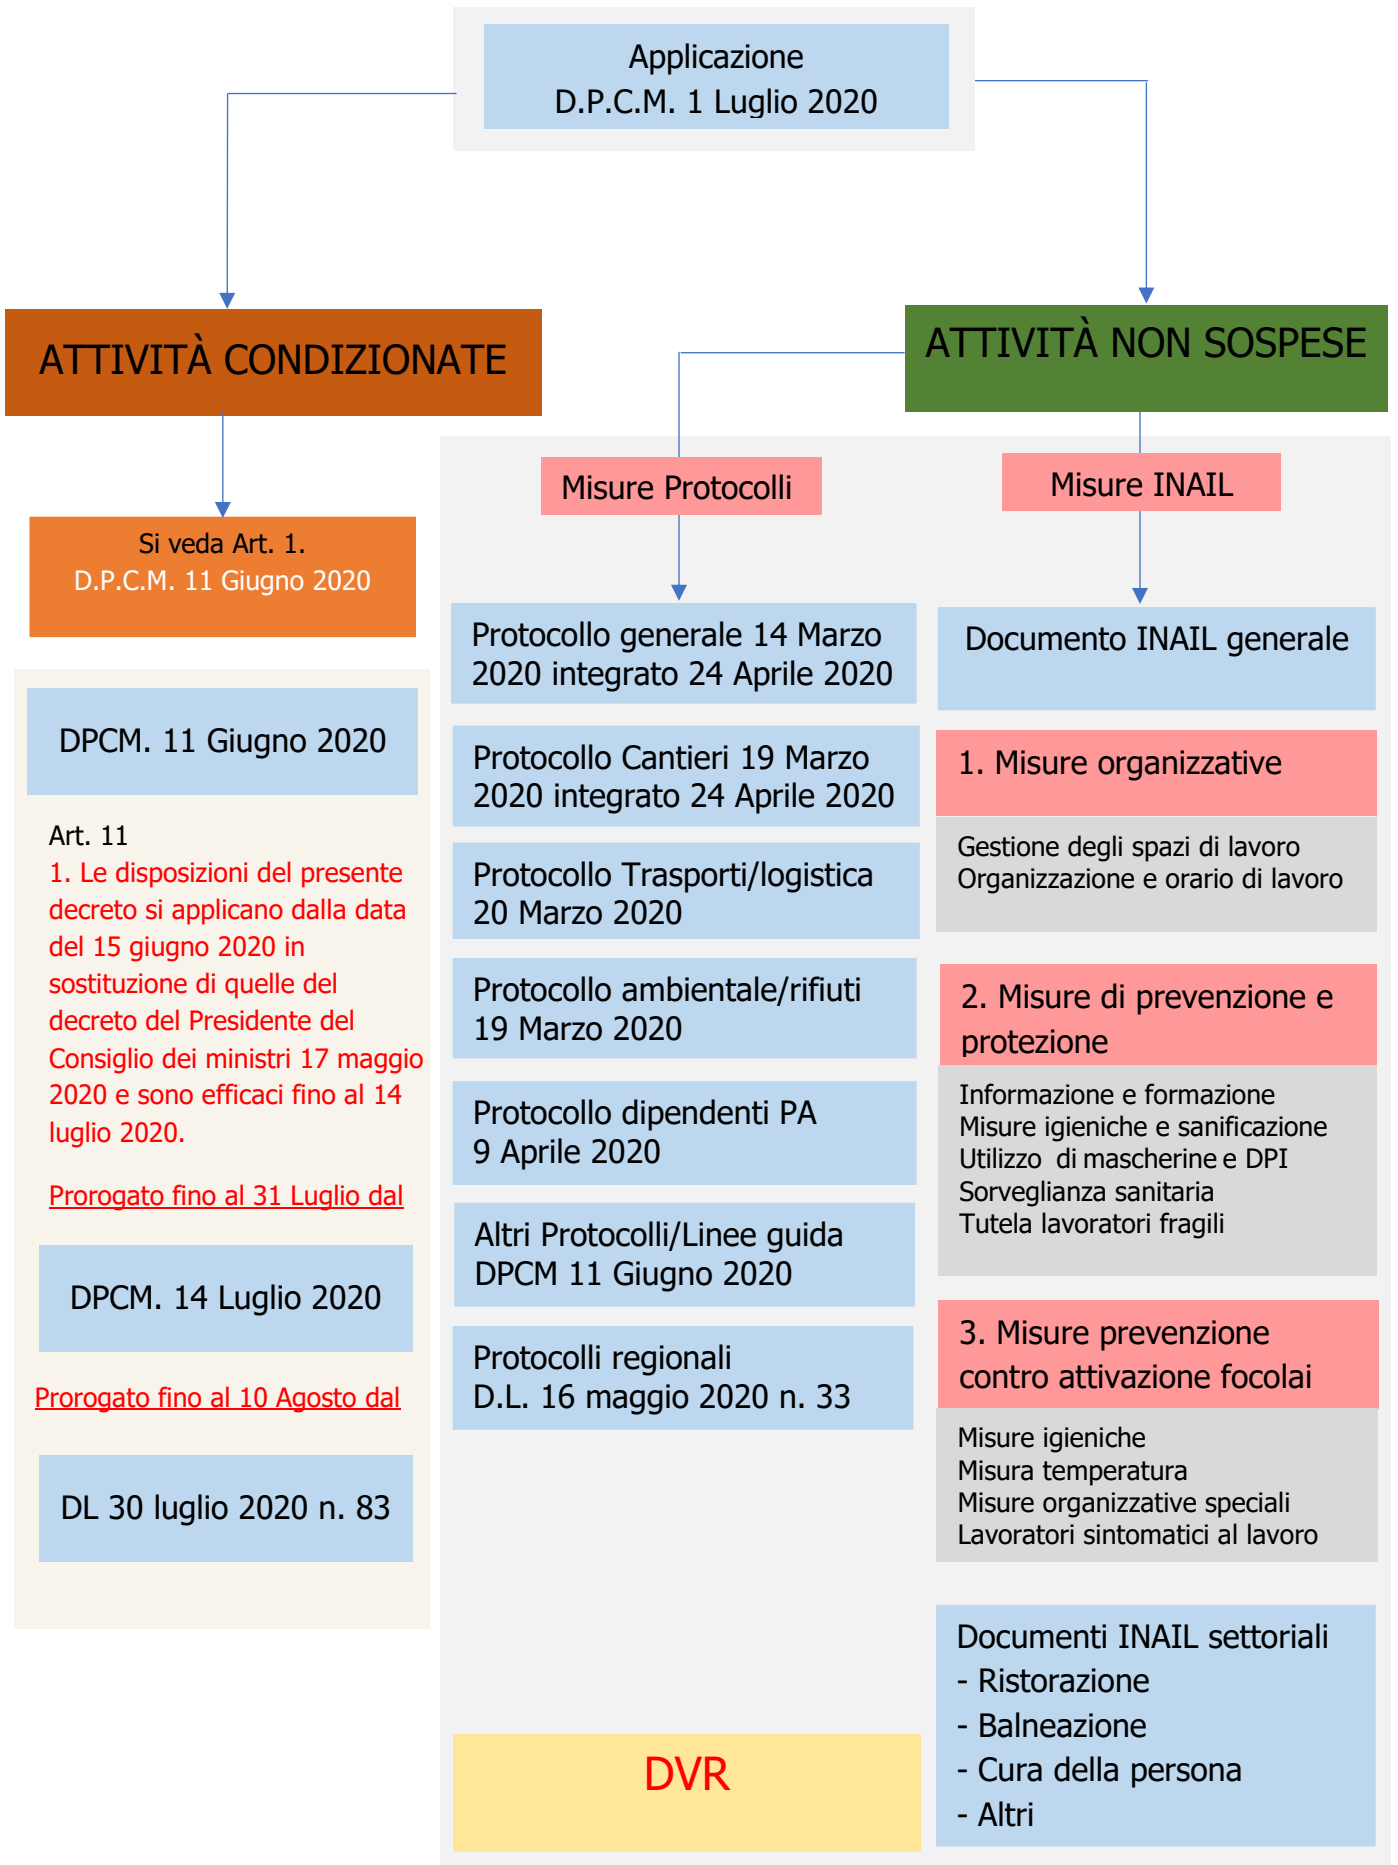 Applicazione
D.P.C.M. 1 Luglio 2020
ATTIVITÀ CONDIZIONATE
Si veda Art. 1.
D.P.C.M. 11 Giugno 2020
DPCM. 11 Giugno 2020
Art. 11
1. Le disposizioni del presente
decreto si applicano dalla data
del 15 giugno 2020 in
sostituzione di quelle del
decreto del Presidente del
Consiglio dei ministri 17 maggio
2020 e sono efficaci fino al 14
luglio 2020.
Prorogato fino al 31 Luglio dal
DPCM. 14 Luglio 2020
Prorogato fino al 10 Agosto dal
DL 30 luglio 2020 n. 83
ATTIVITÀ NON SOSPESE
Misure Protocolli
Protocollo generale 14 Marzo
2020 integrato 24 Aprile 2020
Protocollo Cantieri 19 Marzo
2020 integrato 24 Aprile 2020
Protocollo Trasporti/logistica
20 Marzo 2020
Protocollo ambientale/rifiuti
19 Marzo 2020
Protocollo dipendenti PA
9 Aprile 2020
Altri Protocolli/Linee guida
DPCM 11 Giugno 2020
Protocolli regionali
D.L. 16 maggio 2020 n. 33
DVR
Misure INAIL
Documento INAIL generale
1. Misure organizzative
Gestione degli spazi di lavoro
Organizzazione e orario di lavoro
2. Misure di prevenzione e
protezione
Informazione e formazione
Misure igieniche e sanificazione
Utilizzo di mascherine e DPI
Sorveglianza sanitaria
Tutela lavoratori fragili
3. Misure prevenzione
contro attivazione focolai
Misure igieniche
Misura temperatura
Misure organizzative speciali
Lavoratori sintomatici al lavoro
Documenti INAIL settoriali
- Ristorazione
- Balneazione
- Cura della persona
- Altri